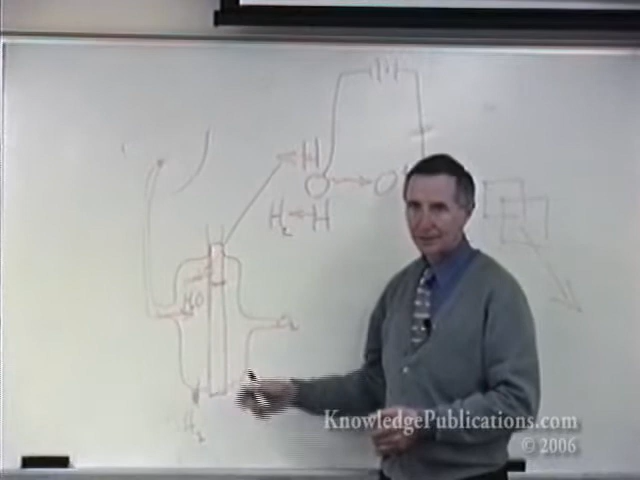 H
O O
H₂ H
H₂O
H₂
KnowledgePublications.com
© 2006